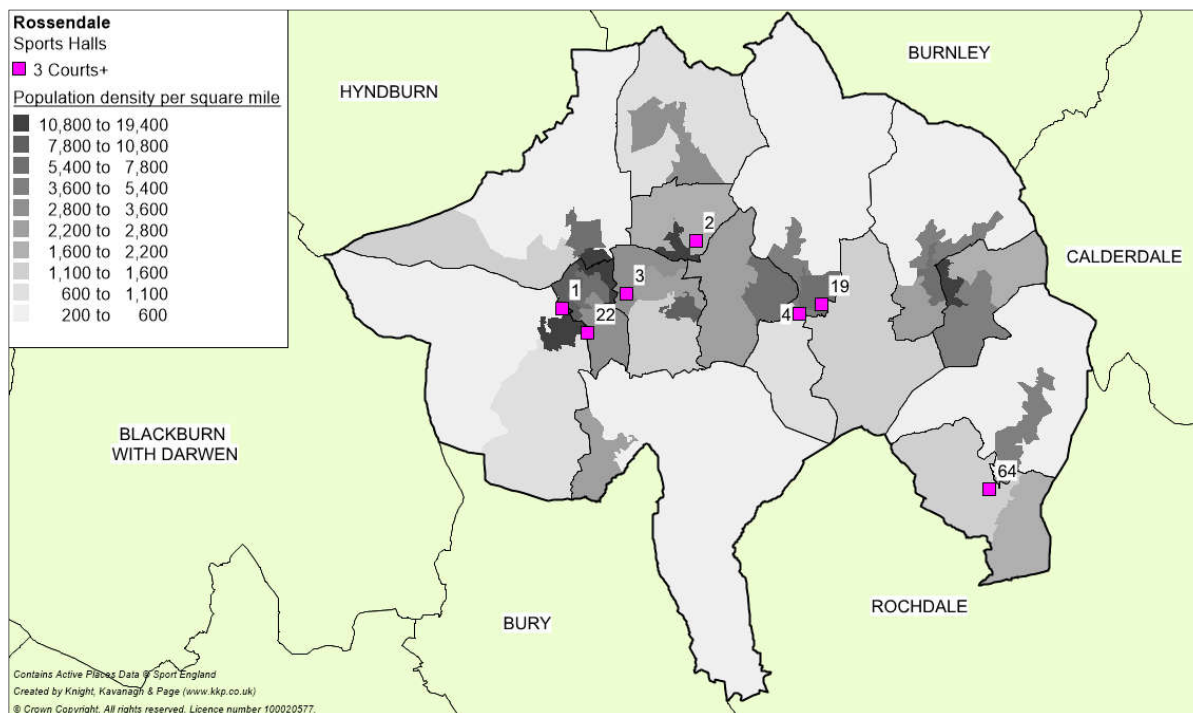 Rossendale
Sports Halls
3 Courts+
Population density per square mile
10,800 to 19,400
7,800 to 10,800
5,400 to 7,800
3,600 to 5,400
2,800 to 3,600
2,200 to 2,800
1,600 to 2,200
1,100 to 1,600
600 to 1,100
200 to 600
BURNLEY
HYNDBURN
2
CALDERDALE
3
1
19
22
4
BLACKBURN
WITH DARWEN
64
ROCHDALE
BURY
Contains Active Places Data © Sport England
Created by Knight, Kavanagh & Page (www.kkp.co.uk)
© Crown Copyright. All rights reserved. Licence number 100020577.